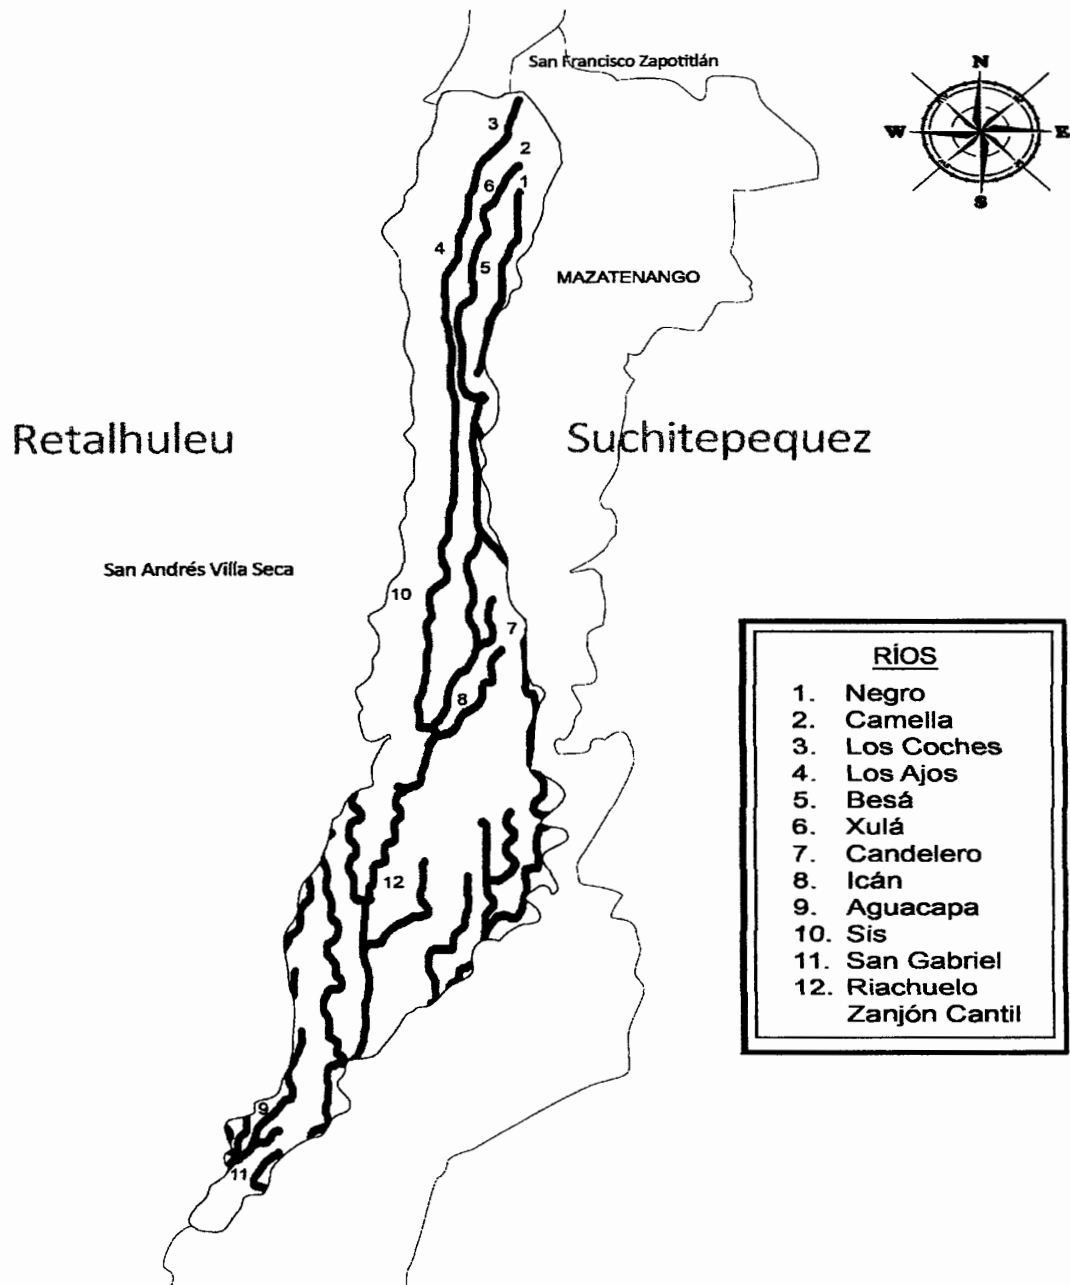 San Francisco Zapotitlán
N
W E
S
3
2
1
6
4
5
MAZATENANGO
Retalhuleu
Suchitepequez
San Andrés Villa Seca
10
7
8
12
9
11
RÍOS
1. Negro
2. Camella
3. Los Coches
4. Los Ajos
5. Besá
6. Xulá
7. Candelero
8. Icán
9. Aguacapa
10. Sis
11. San Gabriel
12. Riachuelo
Zanjón Cantil